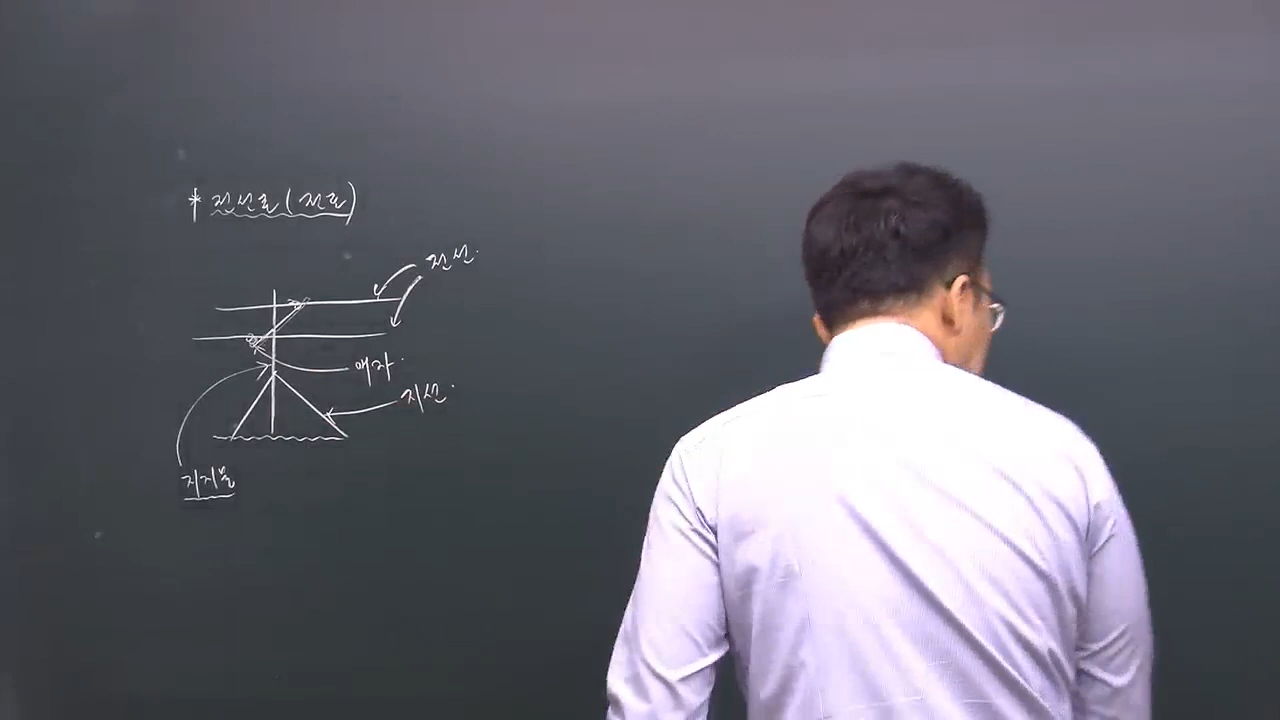 * 전선로 (전로)
전선.
애자.
지선.
지지물